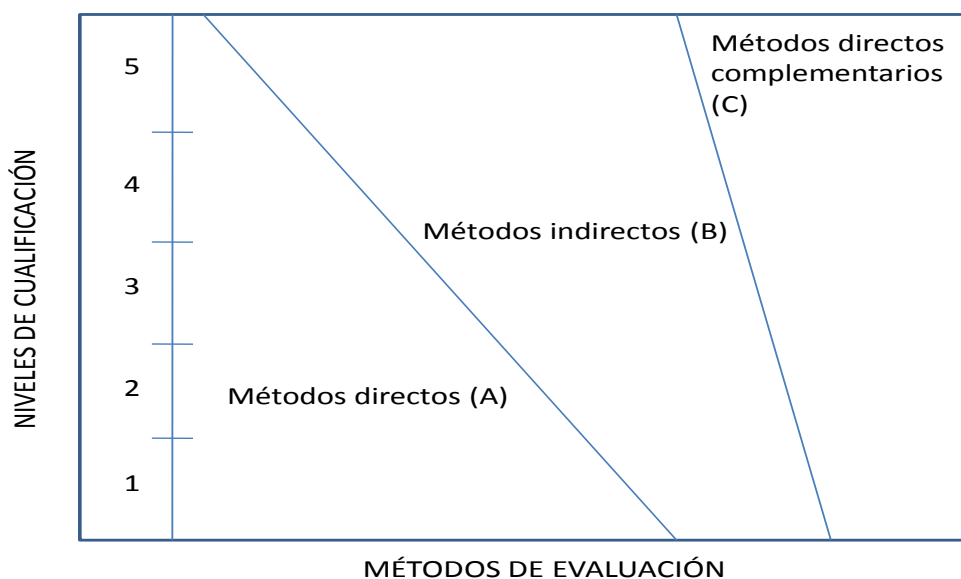 NIVELES DE CUALIFICACIÓN
5
4
3
2
1
Métodos directos
complementarios
(C)
Métodos indirectos (B)
Métodos directos (A)
MÉTODOS DE EVALUACIÓN